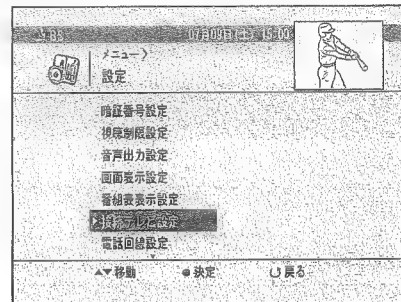 07月09日(土) 15:00
メニュー〉
設定
暗証番号設定
視聴制限設定
音声出力設定
画面表示設定
番組表表示設定
接続テレビ設定
電話回線設定
▲▼移動 ●決定 戻る